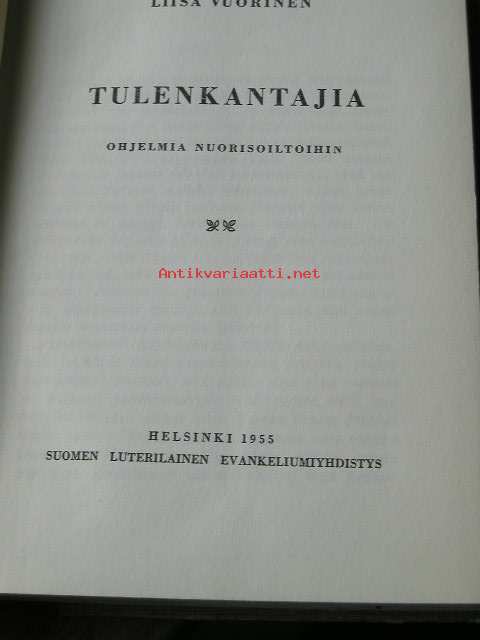 LIISA VUORINEN
TULENKANTAJIA
OHJELMIA NUORISOILTOIHIN
Antikvariaatti.net
HELSINKI 1955
SUOMEN LUTERILAINEN EVANKELIUMIYHDISTYS